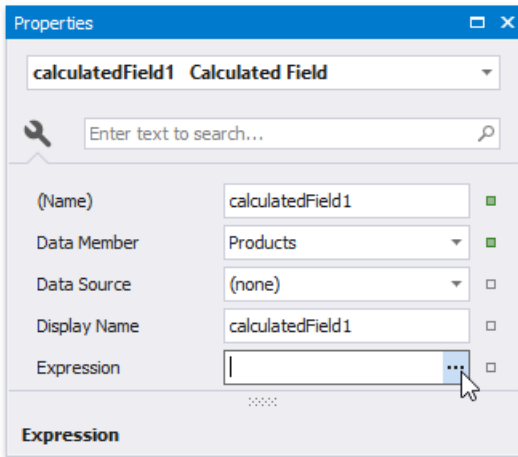 Properties
calculatedField1 Calculated Field
Enter text to search...
(Name) calculatedField1
Data Member Products
Data Source (none)
Display Name calculatedField1
Expression ...
Expression